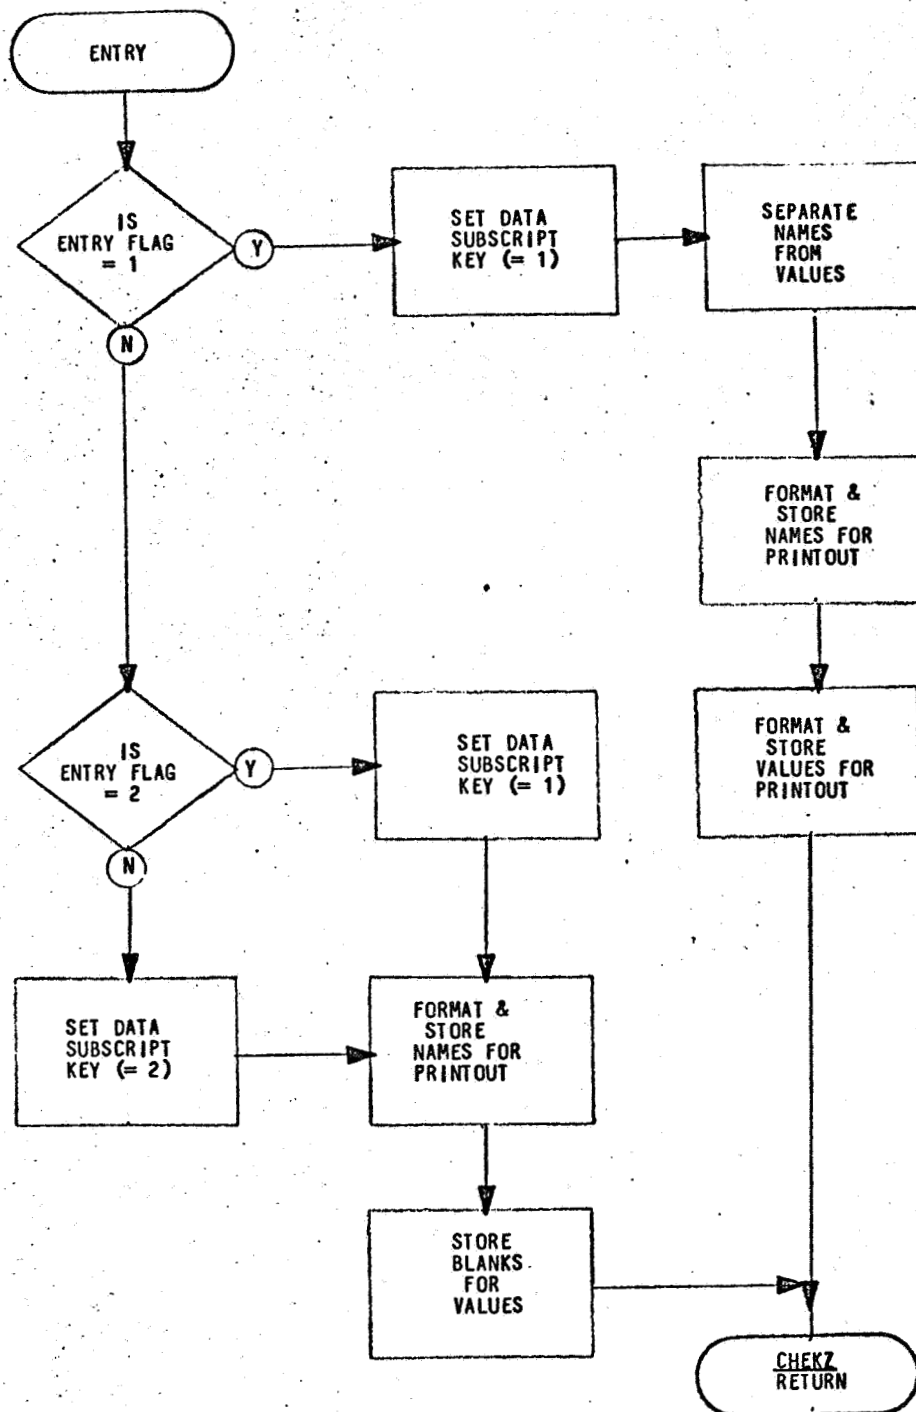 ENTRY
IS
ENTRY FLAG
= 1
Y
N
SET DATA
SUBSCRIPT
KEY (= 1)
SEPARATE
NAMES
FROM
VALUES
FORMAT &
STORE
NAMES FOR
PRINTOUT
FORMAT &
STORE
VALUES FOR
PRINTOUT
IS
ENTRY FLAG
= 2
Y
N
SET DATA
SUBSCRIPT
KEY (= 1)
SET DATA
SUBSCRIPT
KEY (= 2)
FORMAT &
STORE
NAMES FOR
PRINTOUT
STORE
BLANKS
FOR
VALUES
CHEKZ
RETURN